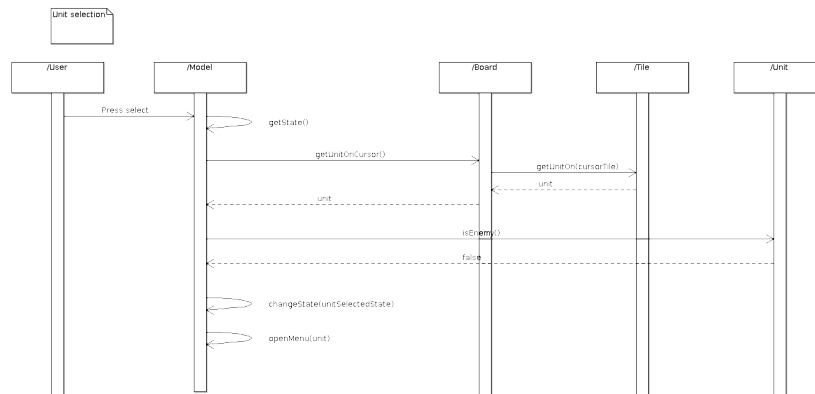 Unit selection
/User
/Model
/Board
/Tile
/Unit
Press select
getState()
getUnitOnCursor()
getUnitOn(cursorTile)
unit
unit
isEnemy()
false
changeState(unitSelectedState)
openMenu(unit)